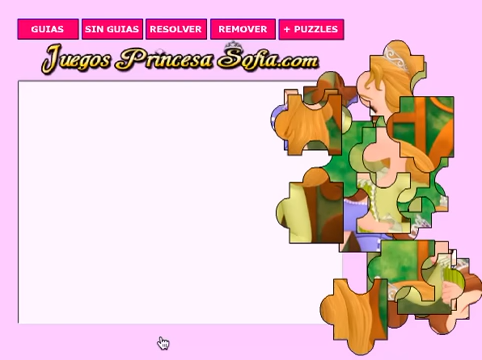 GUIAS SIN GUIAS RESOLVER REMOVER + PUZZLES
Juegos Princesa Sofia.com